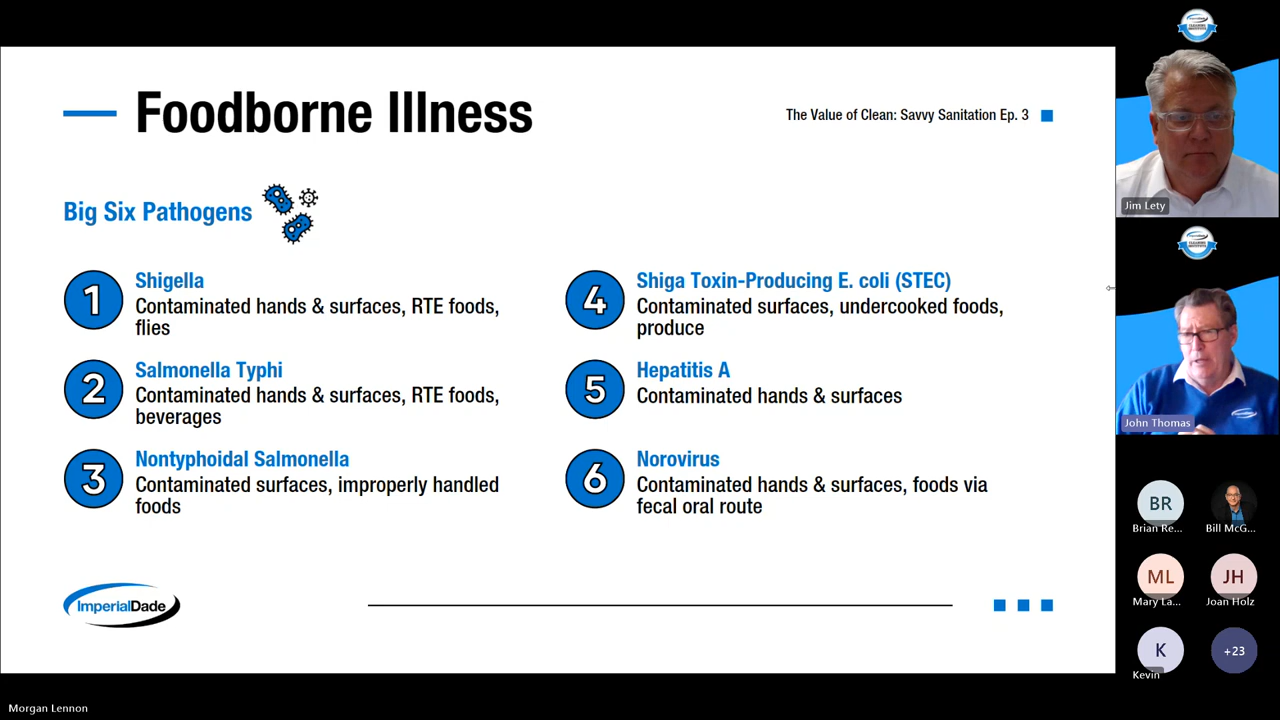 Foodborne Illness
The Value of Clean: Savvy Sanitation Ep. 3
Big Six Pathogens
1
Shigella
Contaminated hands & surfaces, RTE foods,
flies
2
Salmonella Typhi
Contaminated hands & surfaces, RTE foods,
beverages
3
Nontyphoidal Salmonella
Contaminated surfaces, improperly handled
foods
4
Shiga Toxin-Producing E. coli (STEC)
Contaminated surfaces, undercooked foods,
produce
5
Hepatitis A
Contaminated hands & surfaces
6
Norovirus
Contaminated hands & surfaces, foods via
fecal oral route
ImperialDade
Jim Lety
John Thomas
BR
Brian Re...
Bill McG...
ML
Mary La...
JH
Joan Holz
K
Kevin
+23
Morgan Lennon